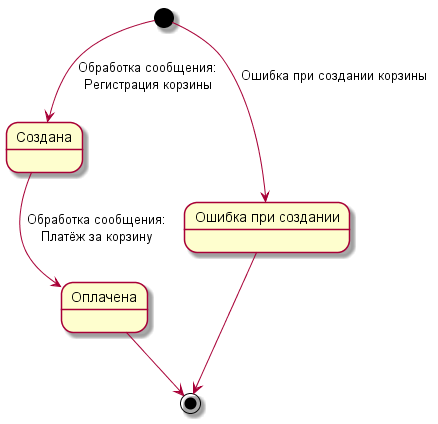 Обработка сообщения:
Регистрация корзины
Ошибка при создании корзины
Создана
Ошибка при создании
Обработка сообщения:
Платёж за корзину
Оплачена